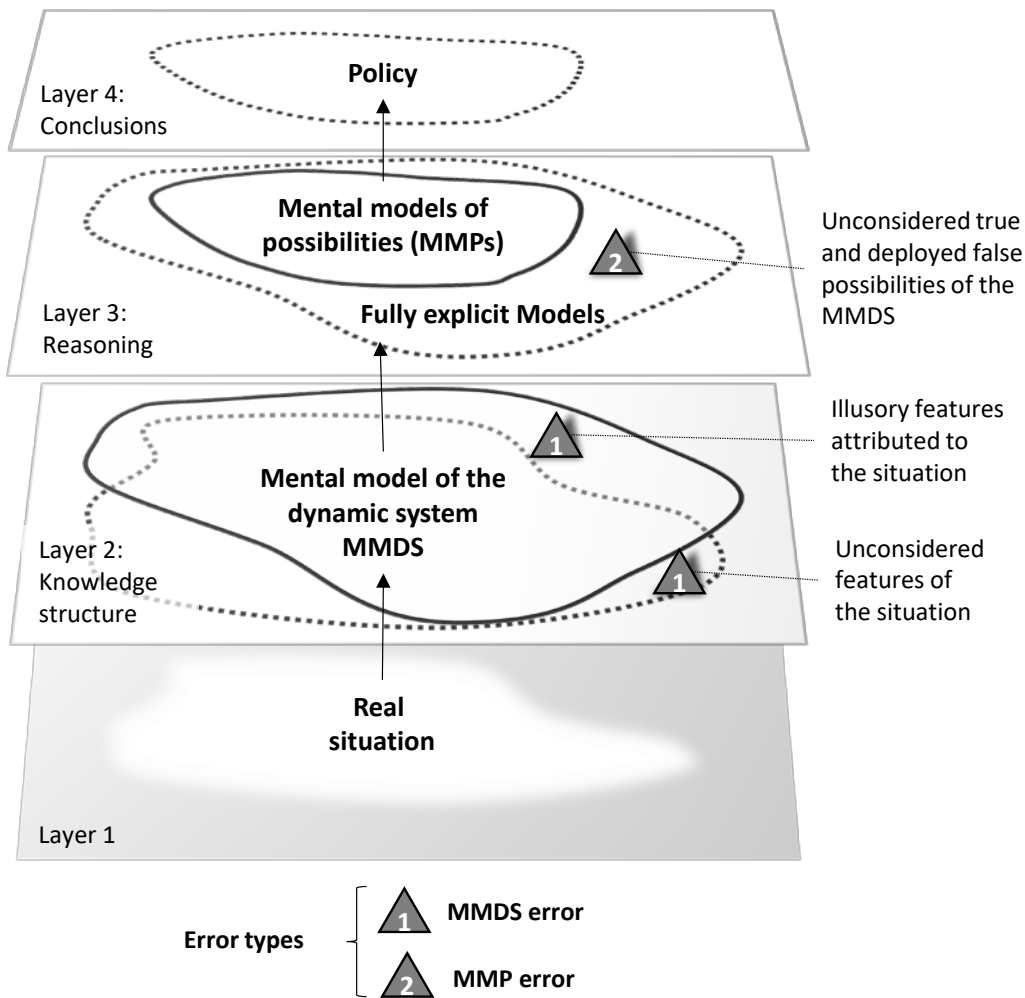 Policy
Layer 4:
Conclusions
Mental models of
possibilities (MMPs)
2
Unconsidered true
and deployed false
possibilities of the
MMDS
Fully explicit Models
Layer 3:
Reasoning
1
Illusory features
attributed to
the situation
Mental model of the
dynamic system
MMDS
Layer 2:
Knowledge
structure
1
Unconsidered
features of
the situation
Real
situation
Layer 1
Error types
1 MMDS error
2 MMP error